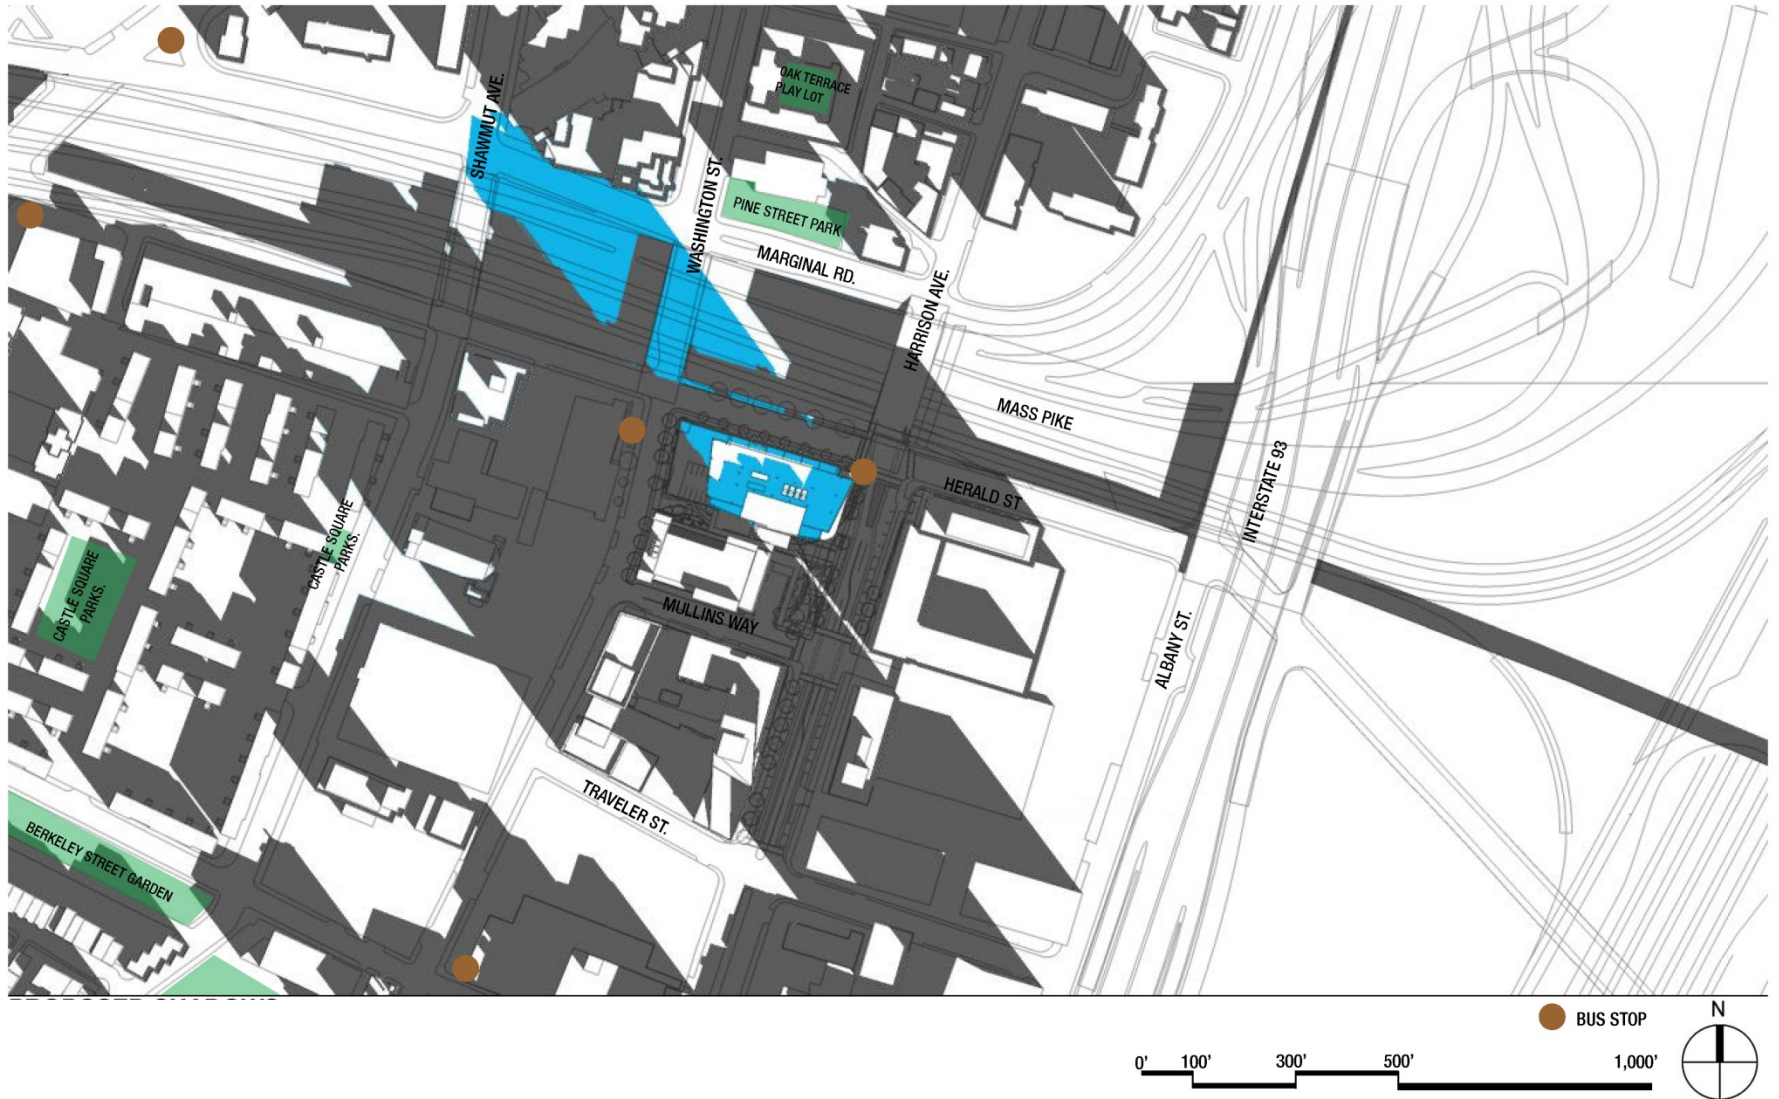 OAK TERRACE
PLAY LOT
SHAWMUT AVE.
WASHINGTON ST.
PINE STREET PARK
MARGINAL RD.
HARRISON AVE.
MASS PIKE
HERALD ST
INTERSTATE 93
CASTLE SQUARE
PARKS.
CASTLE SQUARE
PARKS.
MULLINS WAY
ALBANY ST.
TRAVELER ST.
BERKELEY STREET GARDEN
BUS STOP
N
0' 100' 300' 500' 1,000'